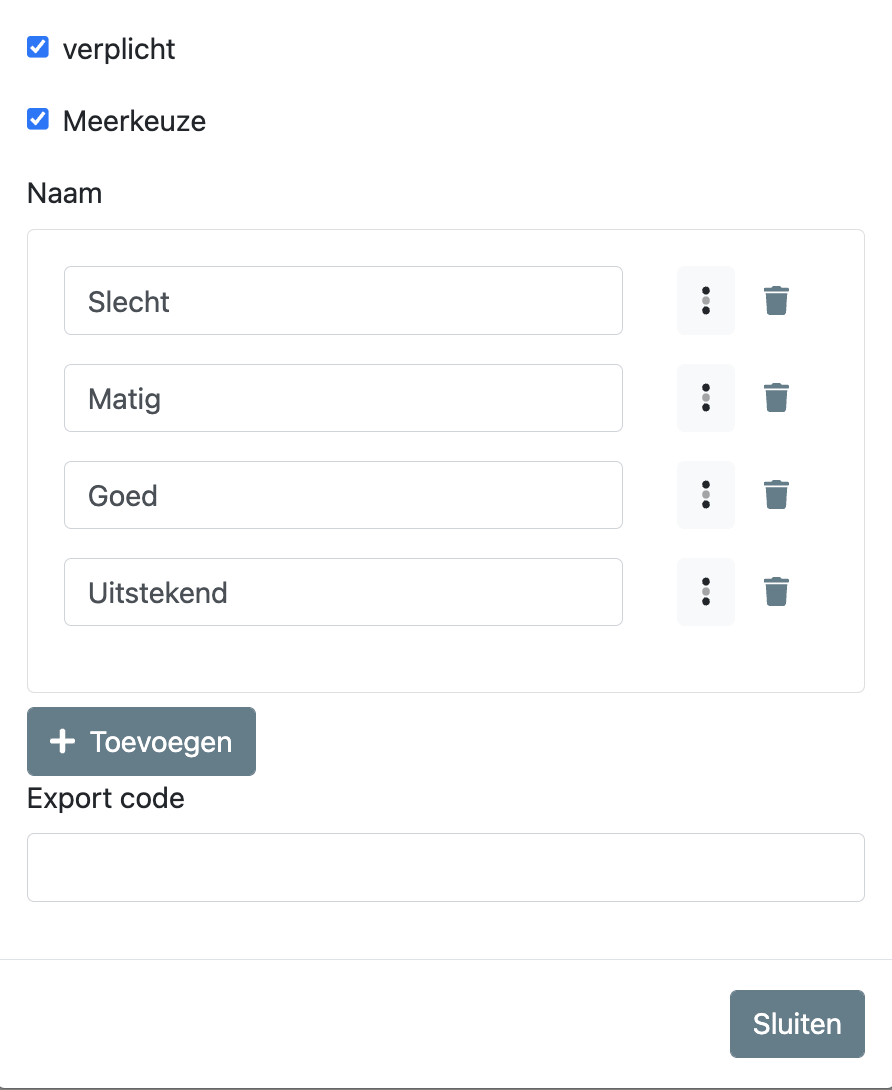 verplicht
Meerkeuze
Naam
Slecht
Matig
Goed
Uitstekend
Toevoegen
Export code
Sluiten